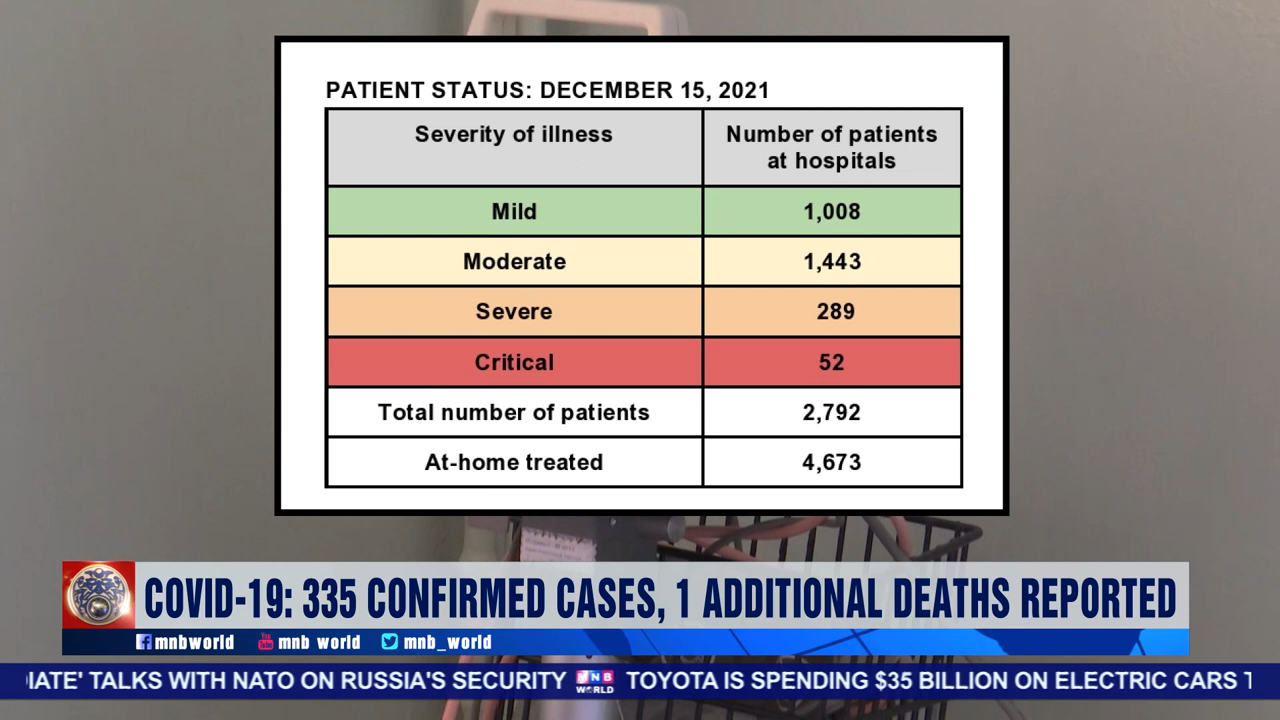 PATIENT STATUS: DECEMBER 15, 2021
Severity of illness
Number of patients
at hospitals
Mild
1,008
Moderate
1,443
Severe
289
Critical
52
Total number of patients
2,792
At-home treated
4,673
COVID-19: 335 CONFIRMED CASES, 1 ADDITIONAL DEATHS REPORTED
mnbworld
mnb world
mnb_world
IATE' TALKS WITH NATO ON RUSSIA'S SECURITY
MNB
WORLD
TOYOTA IS SPENDING $35 BILLION ON ELECTRIC CARS T